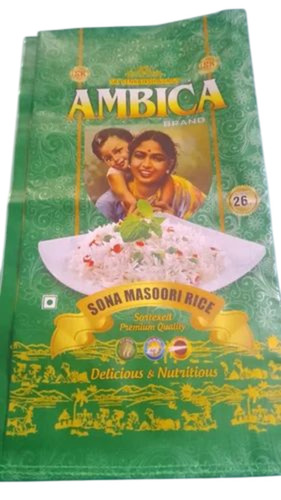 AMBICA
BRAND
26
SONA MASOORI RICE
Sortexed
Premium Quality
Delicious & Nutritious